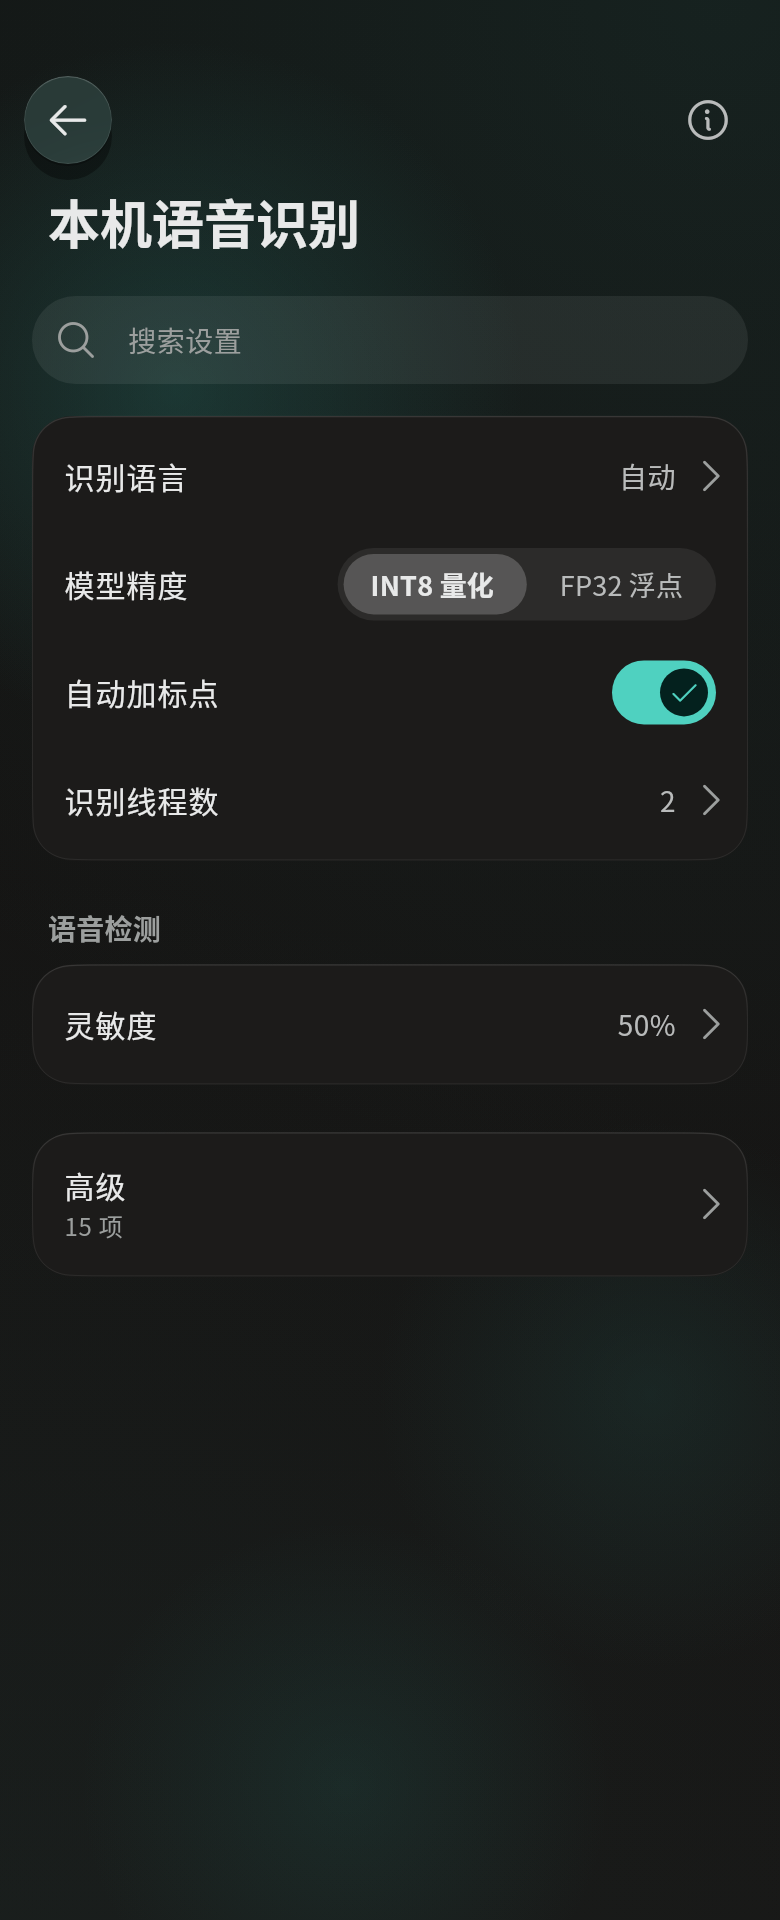 本机语音识别
搜索设置
识别语言 自动
模型精度 INT8 量化 FP32 浮点
自动加标点
识别线程数 2
语音检测
灵敏度 50%
高级
15 项